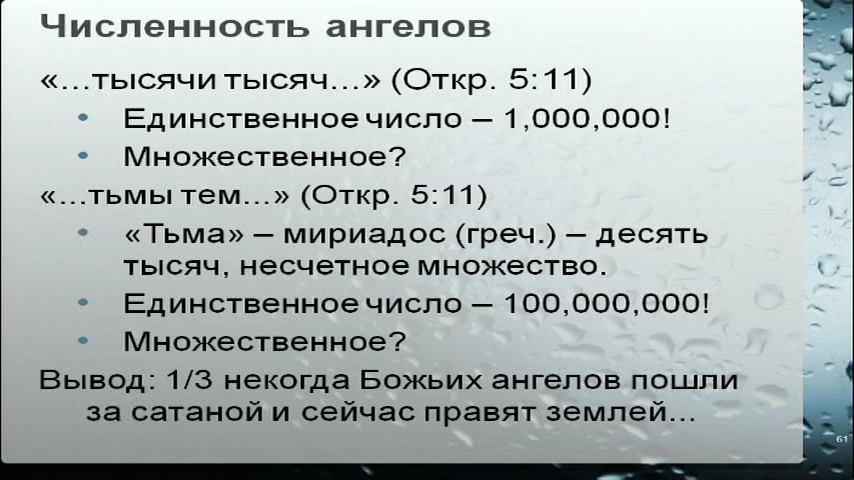 Численность ангелов
«...тысячи тысяч...» (Откр. 5:11)
• Единственное число – 1,000,000!
• Множественное?
«...тьмы тем...» (Откр. 5:11)
• «Тьма» – мириадос (греч.) – десять
тысяч, несчетное множество.
• Единственное число – 100,000,000!
• Множественное?
Вывод: 1/3 некогда Божьих ангелов пошли
за сатаной и сейчас правят землей...
61